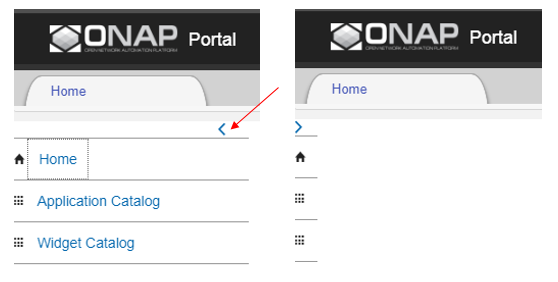 ONAP Portal
OPEN NETWORK AUTOMATION PLATFORM
Home
Home
Application Catalog
Widget Catalog
ONAP Portal
OPEN NETWORK AUTOMATION PLATFORM
Home